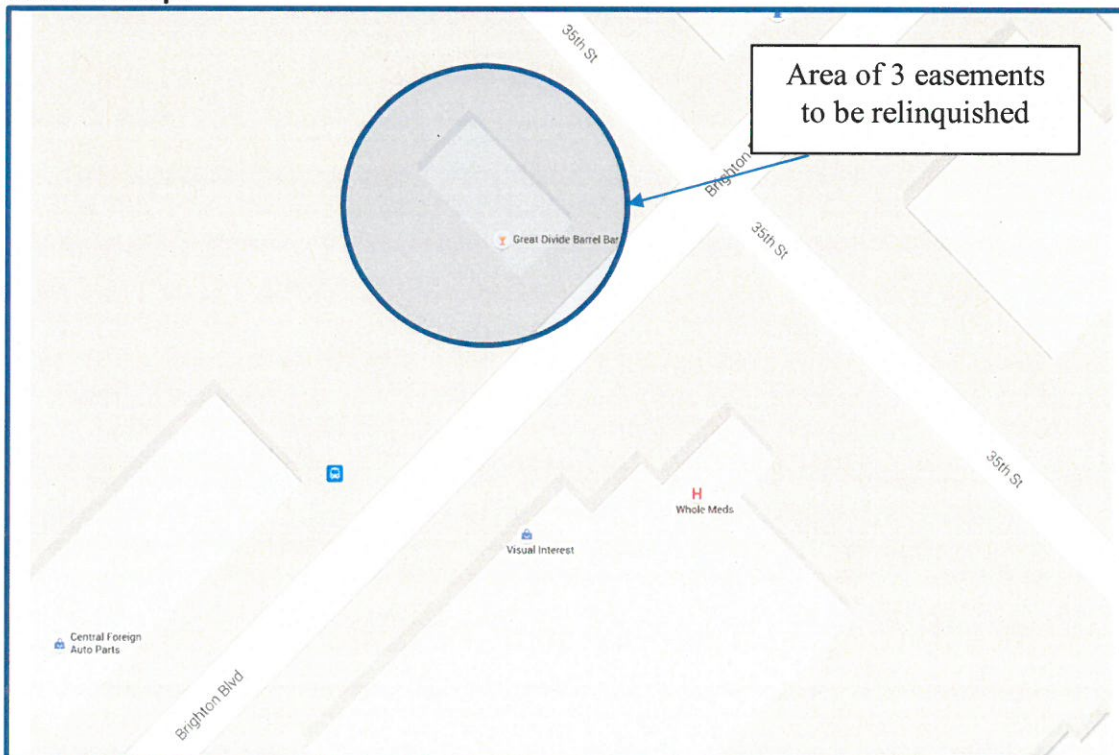 35th St
Area of 3 easements
to be relinquished
Brighton
35th St
Great Divide Barrel Bar
35th St
H
Whole Meds
Visual Interest
Central Foreign
Auto Parts
Brighton Blvd